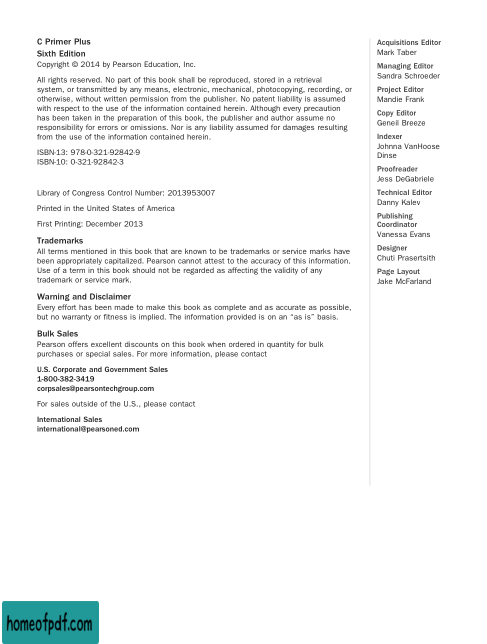 C Primer Plus
Sixth Edition
Copyright © 2014 by Pearson Education, Inc.
All rights reserved. No part of this book shall be reproduced, stored in a retrieval
system, or transmitted by any means, electronic, mechanical, photocopying, recording, or
otherwise, without written permission from the publisher. No patent liability is assumed
with respect to the use of the information contained herein. Although every precaution
has been taken in the preparation of this book, the publisher and author assume no
responsibility for errors or omissions. Nor is any liability assumed for damages resulting
from the use of the information contained herein.
ISBN-13: 978-0-321-92842-9
ISBN-10: 0-321-92842-3
Library of Congress Control Number: 2013953007
Printed in the United States of America
First Printing: December 2013
Trademarks
All terms mentioned in this book that are known to be trademarks or service marks have
been appropriately capitalized. Pearson cannot attest to the accuracy of this information.
Use of a term in this book should not be regarded as affecting the validity of any
trademark or service mark.
Warning and Disclaimer
Every effort has been made to make this book as complete and as accurate as possible,
but no warranty or fitness is implied. The information provided is on an “as is” basis.
Bulk Sales
Pearson offers excellent discounts on this book when ordered in quantity for bulk
purchases or special sales. For more information, please contact
U.S. Corporate and Government Sales
1-800-382-3419
corpsales@pearsontechgroup.com
For sales outside of the U.S., please contact
International Sales
international@pearsoned.com
Acquisitions Editor
Mark Taber
Managing Editor
Sandra Schroeder
Project Editor
Mandie Frank
Copy Editor
Geneil Breeze
Indexer
Johnna VanHoose
Dinse
Proofreader
Jess DeGabriele
Technical Editor
Danny Kalev
Publishing
Coordinator
Vanessa Evans
Designer
Chuti Prasertsith
Page Layout
Jake McFarland
homeofpdf.com